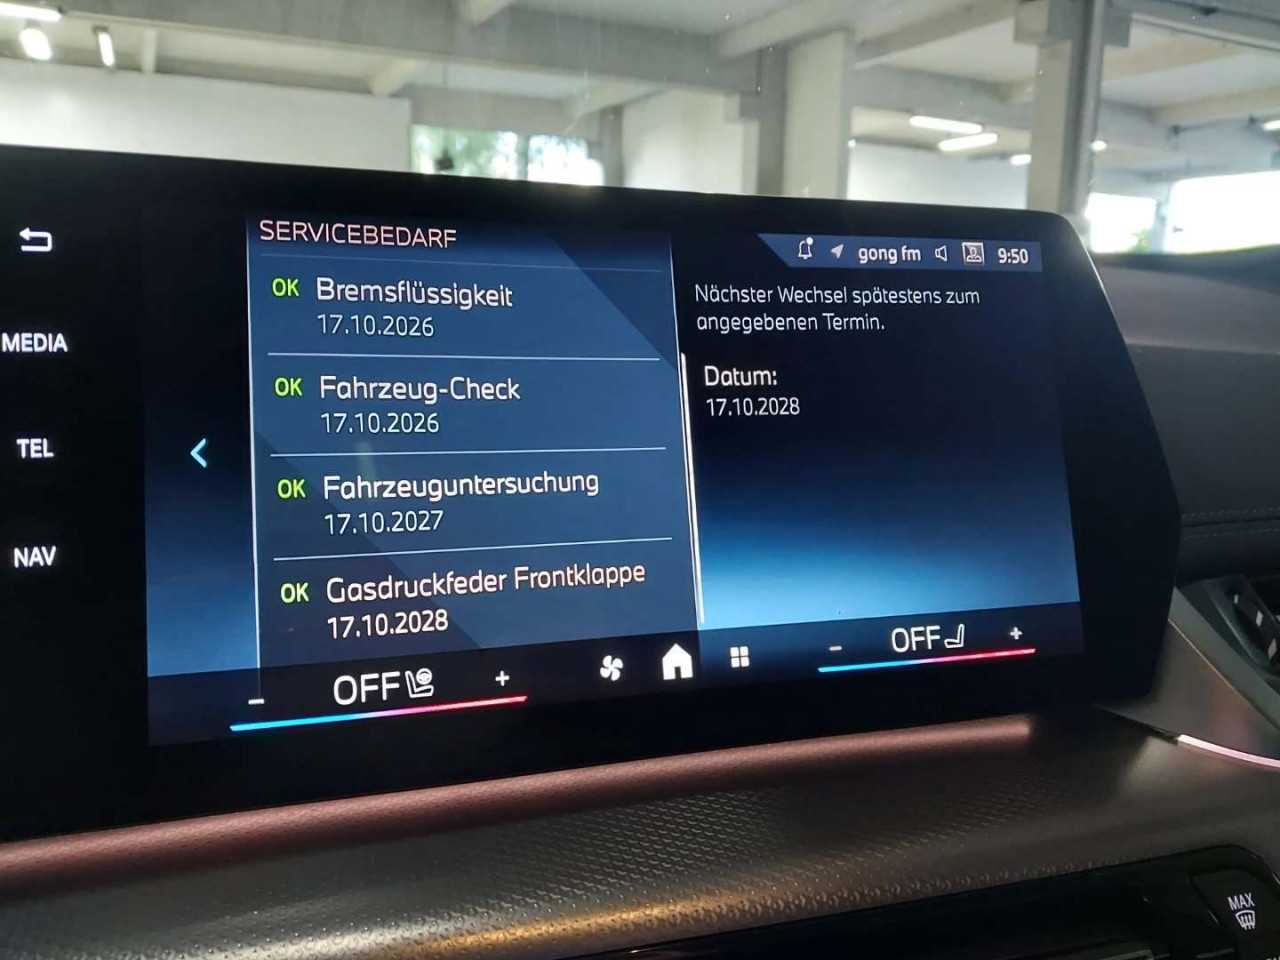 SERVICEBEDARF
OK Bremsflüssigkeit
17.10.2026
OK Fahrzeug-Check
17.10.2026
OK Fahrzeuguntersuchung
17.10.2027
OK Gasdruckfeder Frontklappe
17.10.2028
gong fm
9:50
Nächster Wechsel spätestens zum
angegebenen Termin.
Datum:
17.10.2028
MEDIA
TEL
NAV
- OFF +
- OFF +
MAX